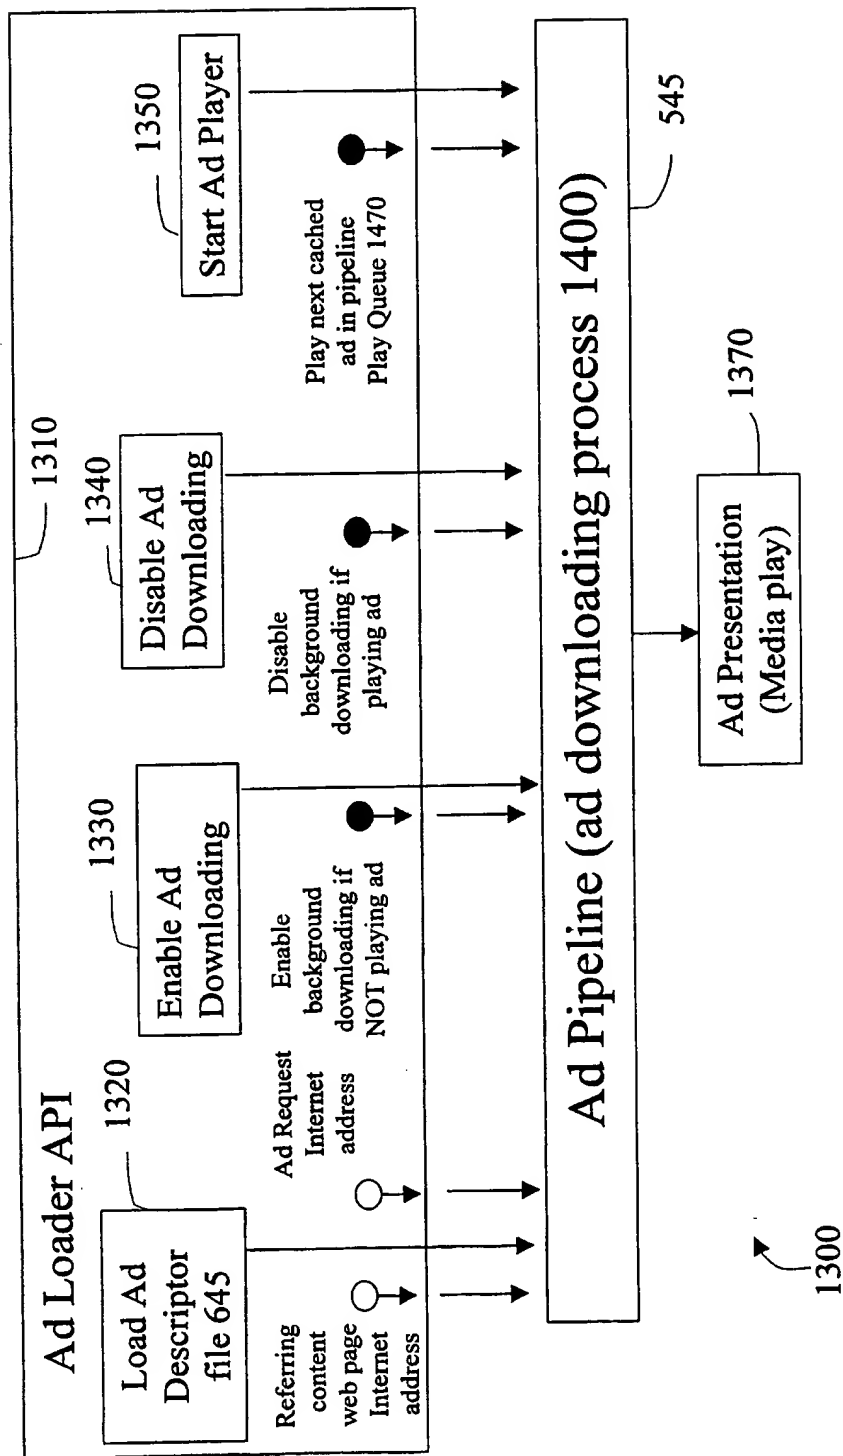 Ad Loader API
1310
1320
Load Ad
Descriptor
file 645
1330
Enable Ad
Downloading
1340
Disable Ad
Downloading
1350
Start Ad Player
Referring
content
web page
Internet
address
Ad Request
Internet
address
Enable
background
downloading if
NOT playing ad
Disable
background
downloading if
playing ad
Play next cached
ad in pipeline
Play Queue 1470
Ad Pipeline (ad downloading process 1400)
545
Ad Presentation
(Media play)
1370
1300